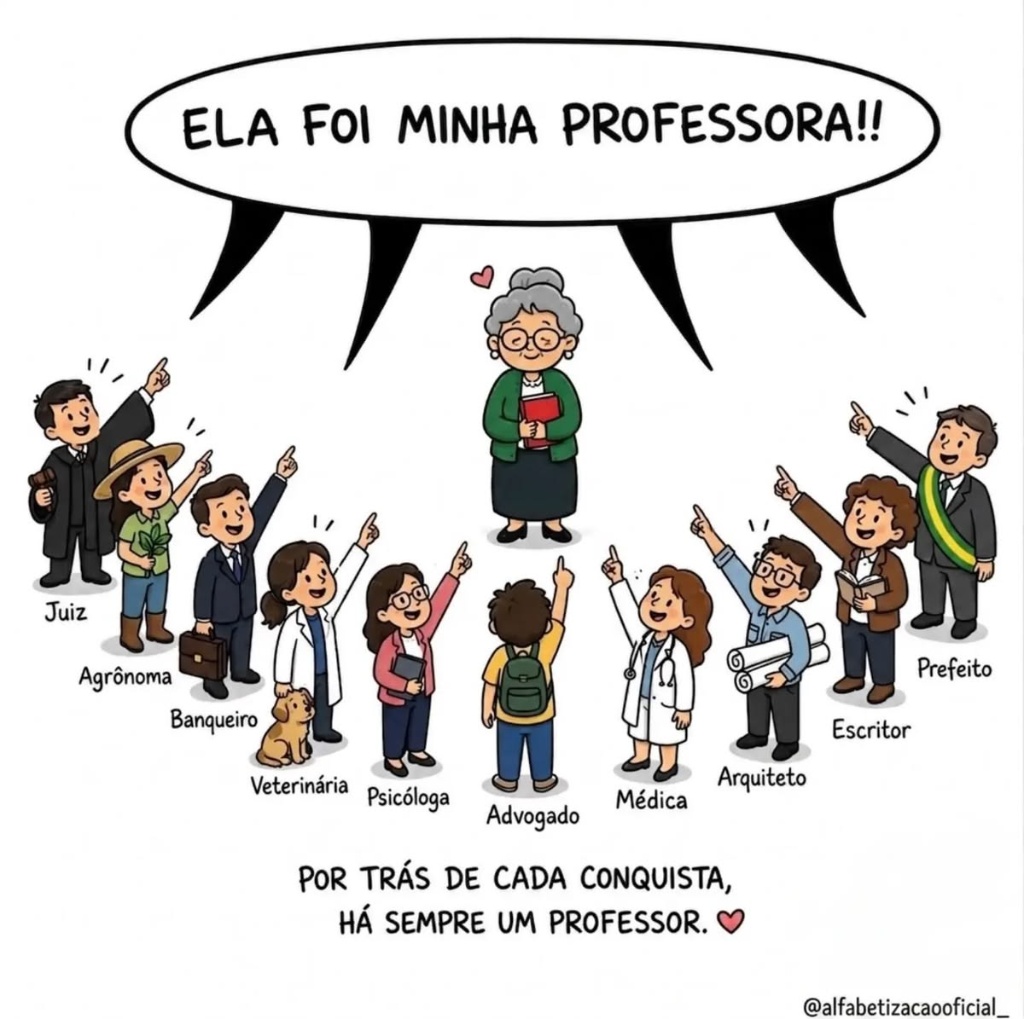 ELA FOI MINHA PROFESSORA!!
Juiz
Agrônoma
Banqueiro
Veterinária
Psicóloga
Advogado
Médica
Arquiteto
Escritor
Prefeito
POR TRÁS DE CADA CONQUISTA,
HÁ SEMPRE UM PROFESSOR.
@alfabetizacaooficial_